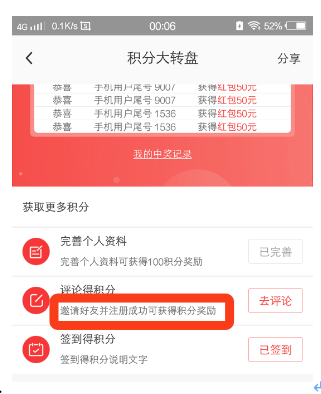 4G 0.1K/s 00:06 52%
积分大转盘 分享
恭喜 手机用户尾号 9007 获得红包50元
恭喜 手机用户尾号 9007 获得红包50元
恭喜 手机用户尾号 1536 获得红包50元
恭喜 手机用户尾号 1536 获得红包50元
我的中奖记录
获取更多积分
完善个人资料
完善个人资料可获得100积分奖励
已完善
评论得积分
邀请好友并注册成功可获得积分奖励
去评论
签到得积分
签到得积分说明文字
已签到